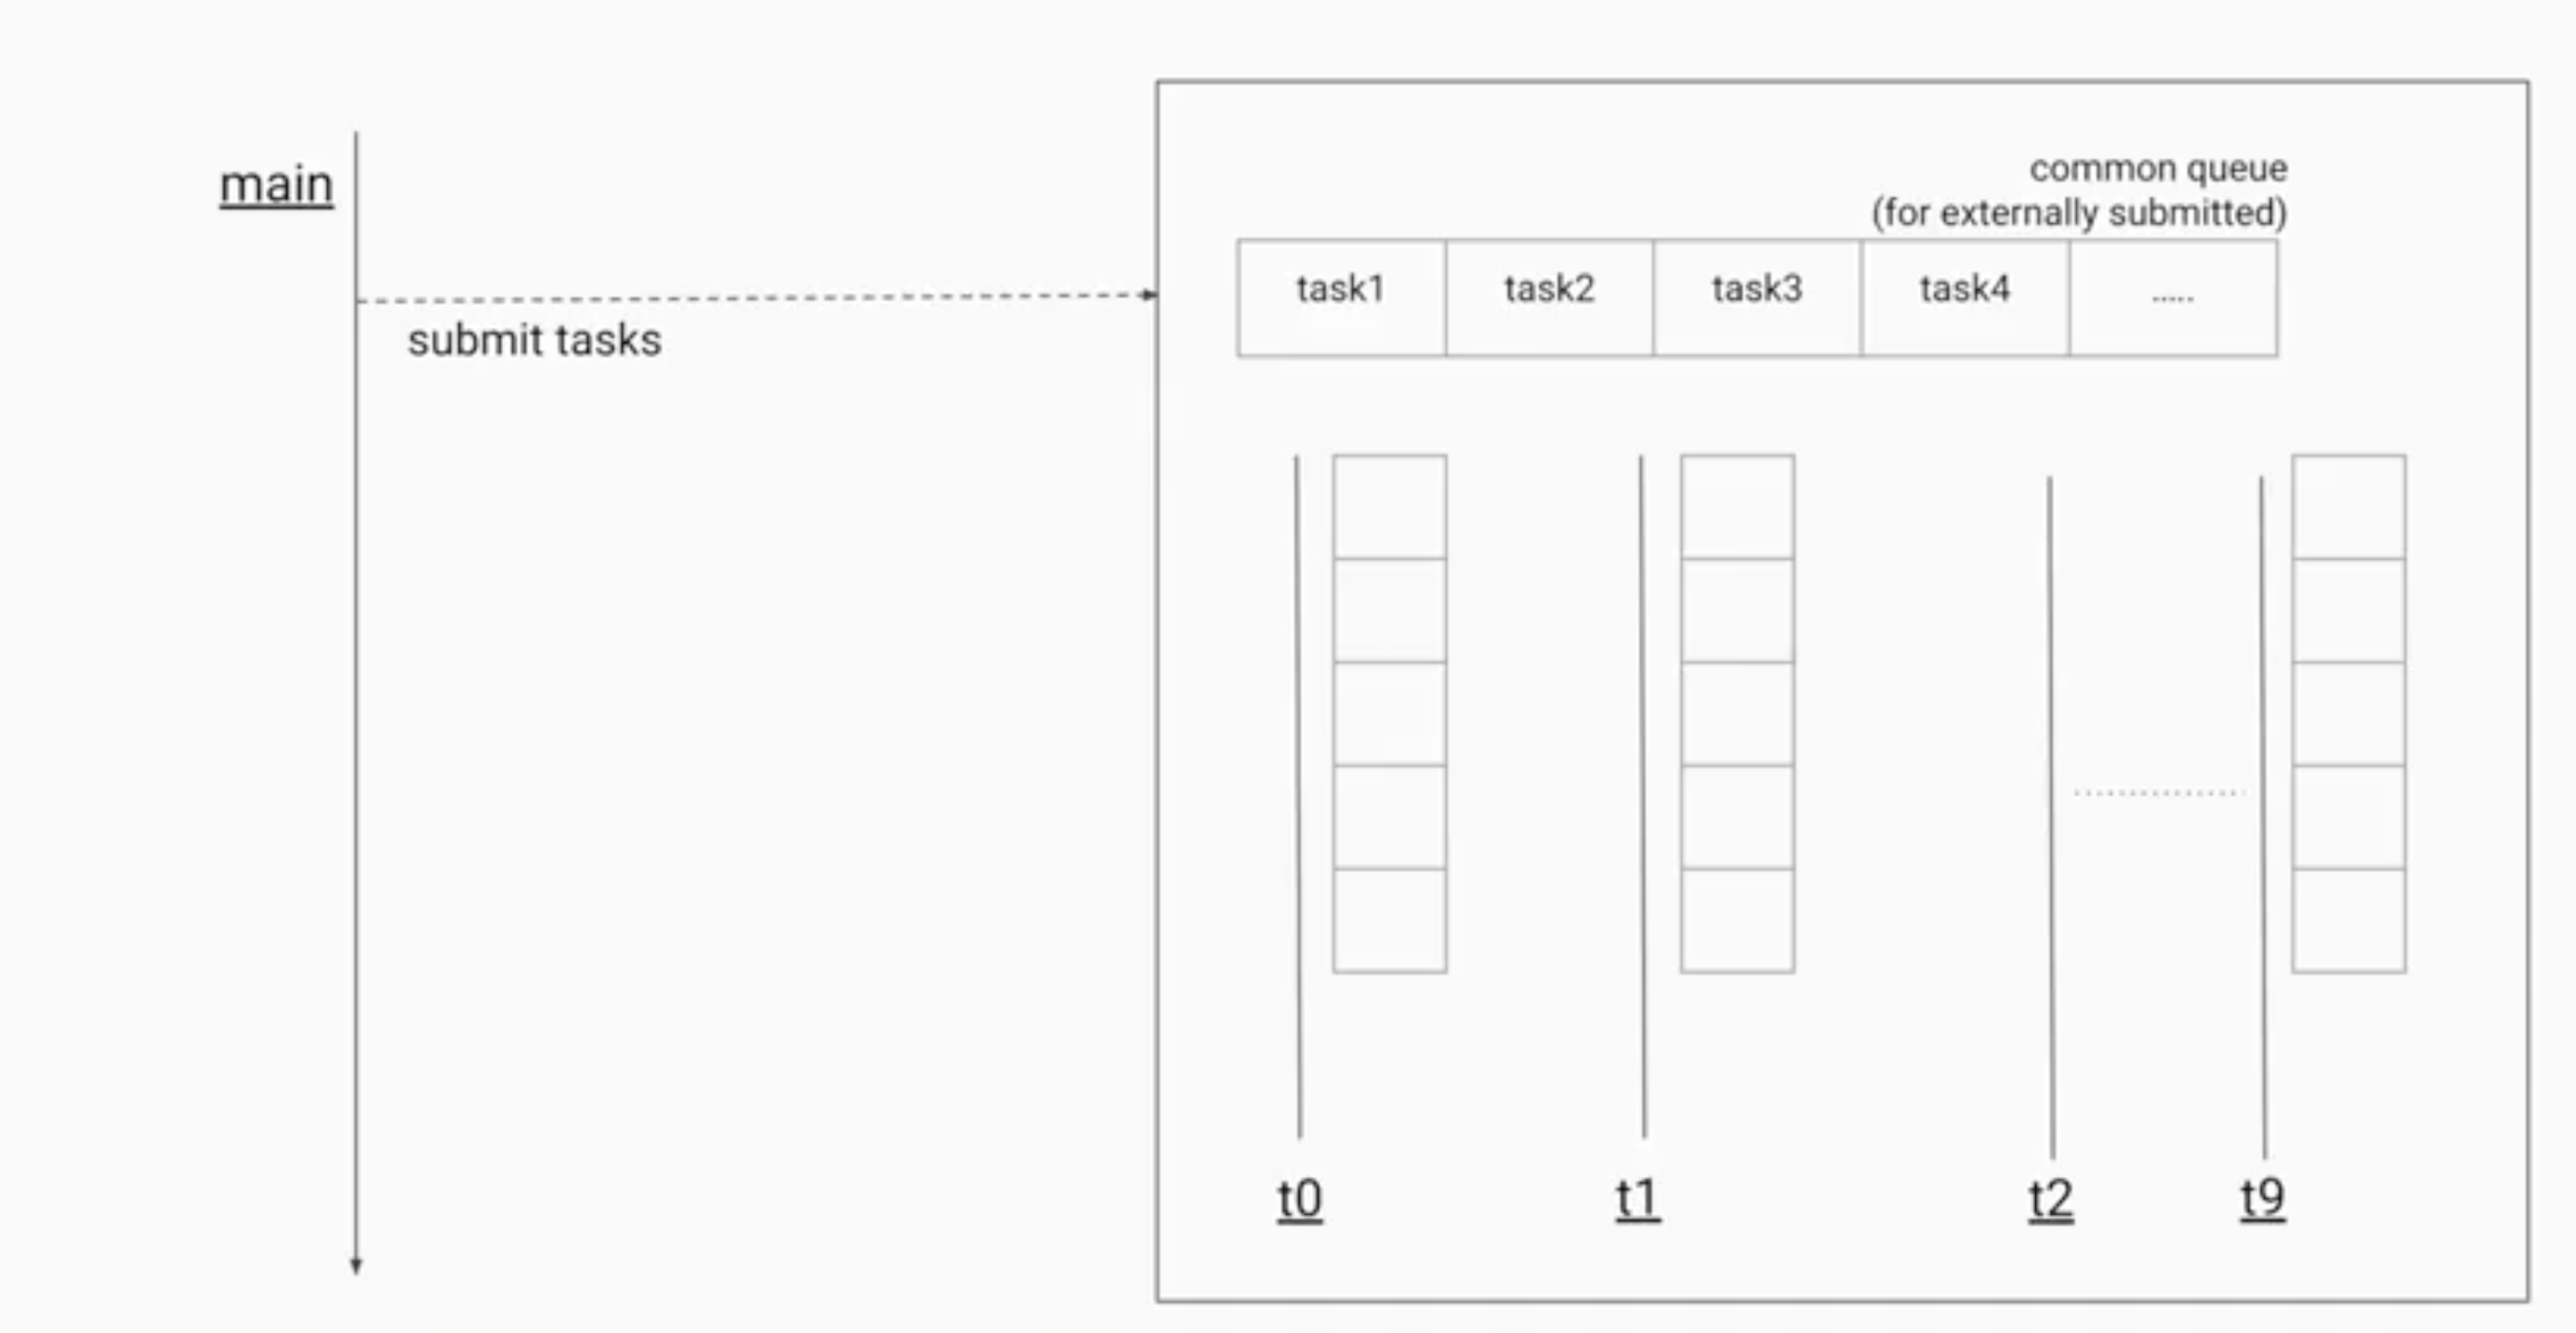 main
common queue
(for externally submitted)
task1 task2 task3 task4 .....
submit tasks
t0 t1 t2 t9